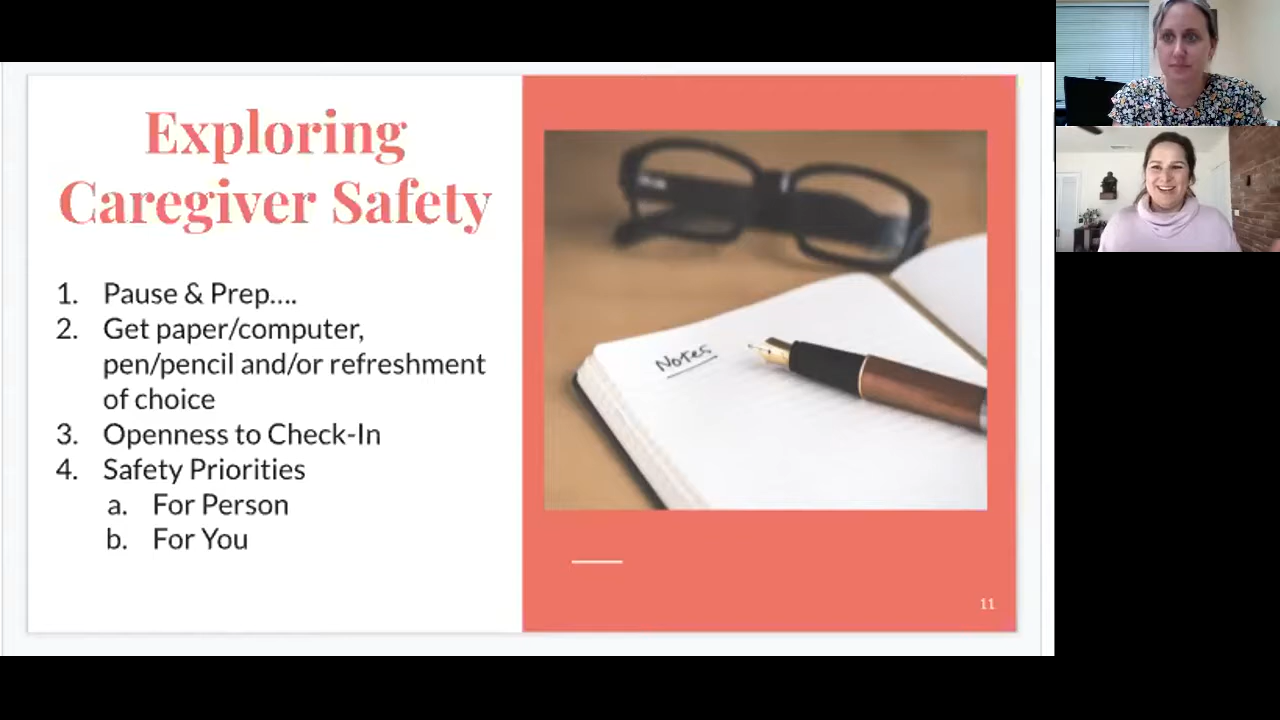 Exploring
Caregiver Safety
1. Pause & Prep....
2. Get paper/computer,
pen/pencil and/or refreshment
of choice
3. Openness to Check-In
4. Safety Priorities
a. For Person
b. For You
Notes
11